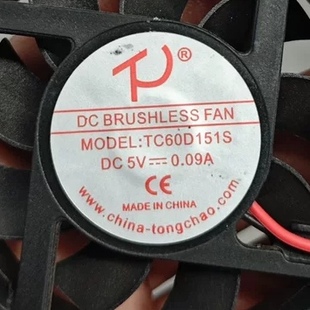 ®
DC BRUSHLESS FAN
MODEL:TC60D151S
DC 5V⎓0.09A
CE
MADE IN CHINA
www.china-tongchao.com